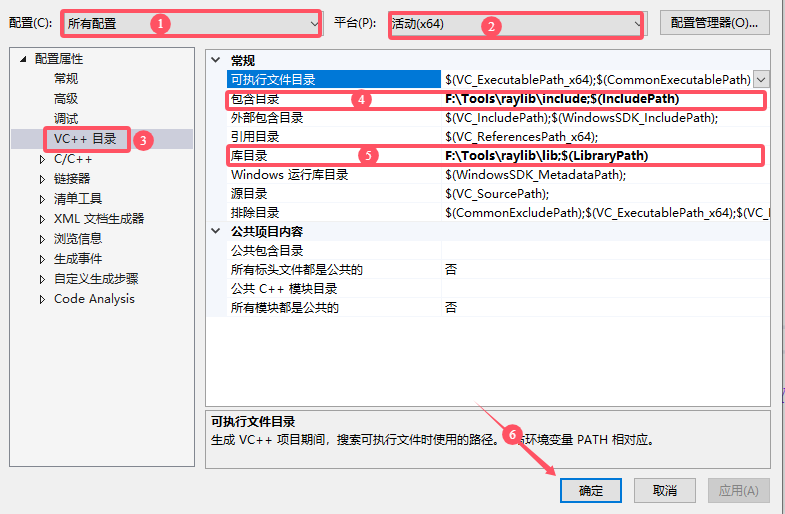 配置(C): 所有配置 1 平台(P): 活动(x64) 2 配置管理器(O)...
配置属性
常规
高级
调试
VC++ 目录 3
C/C++
链接器
清单工具
XML 文档生成器
浏览信息
生成事件
自定义生成步骤
Code Analysis
常规
可执行文件目录 $(VC_ExecutablePath_x64);$(CommonExecutablePath)
包含目录 4 F:\Tools\raylib\include;$(IncludePath)
外部包含目录 $(VC_IncludePath);$(WindowsSDK_IncludePath);
引用目录 $(VC_ReferencesPath_x64);
库目录 5 F:\Tools\raylib\lib;$(LibraryPath)
Windows 运行库目录 $(WindowsSDK_MetadataPath);
源目录 $(VC_SourcePath);
排除目录 $(CommonExcludePath);$(VC_ExecutablePath_x64);$(VC_
公共项目内容
公共包含目录
所有标头文件都是公共的 否
公共 C++ 模块目录
所有模块都是公共的 否
可执行文件目录
生成 VC++ 项目期间，搜索可执行文件时使用的路径。 6 环境变量 PATH 相对应。
确定 取消 应用(A)